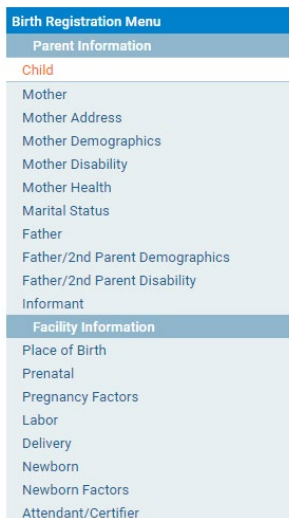 Birth Registration Menu
Parent Information
Child
Mother
Mother Address
Mother Demographics
Mother Disability
Mother Health
Marital Status
Father
Father/2nd Parent Demographics
Father/2nd Parent Disability
Informant
Facility Information
Place of Birth
Prenatal
Pregnancy Factors
Labor
Delivery
Newborn
Newborn Factors
Attendant/Certifier